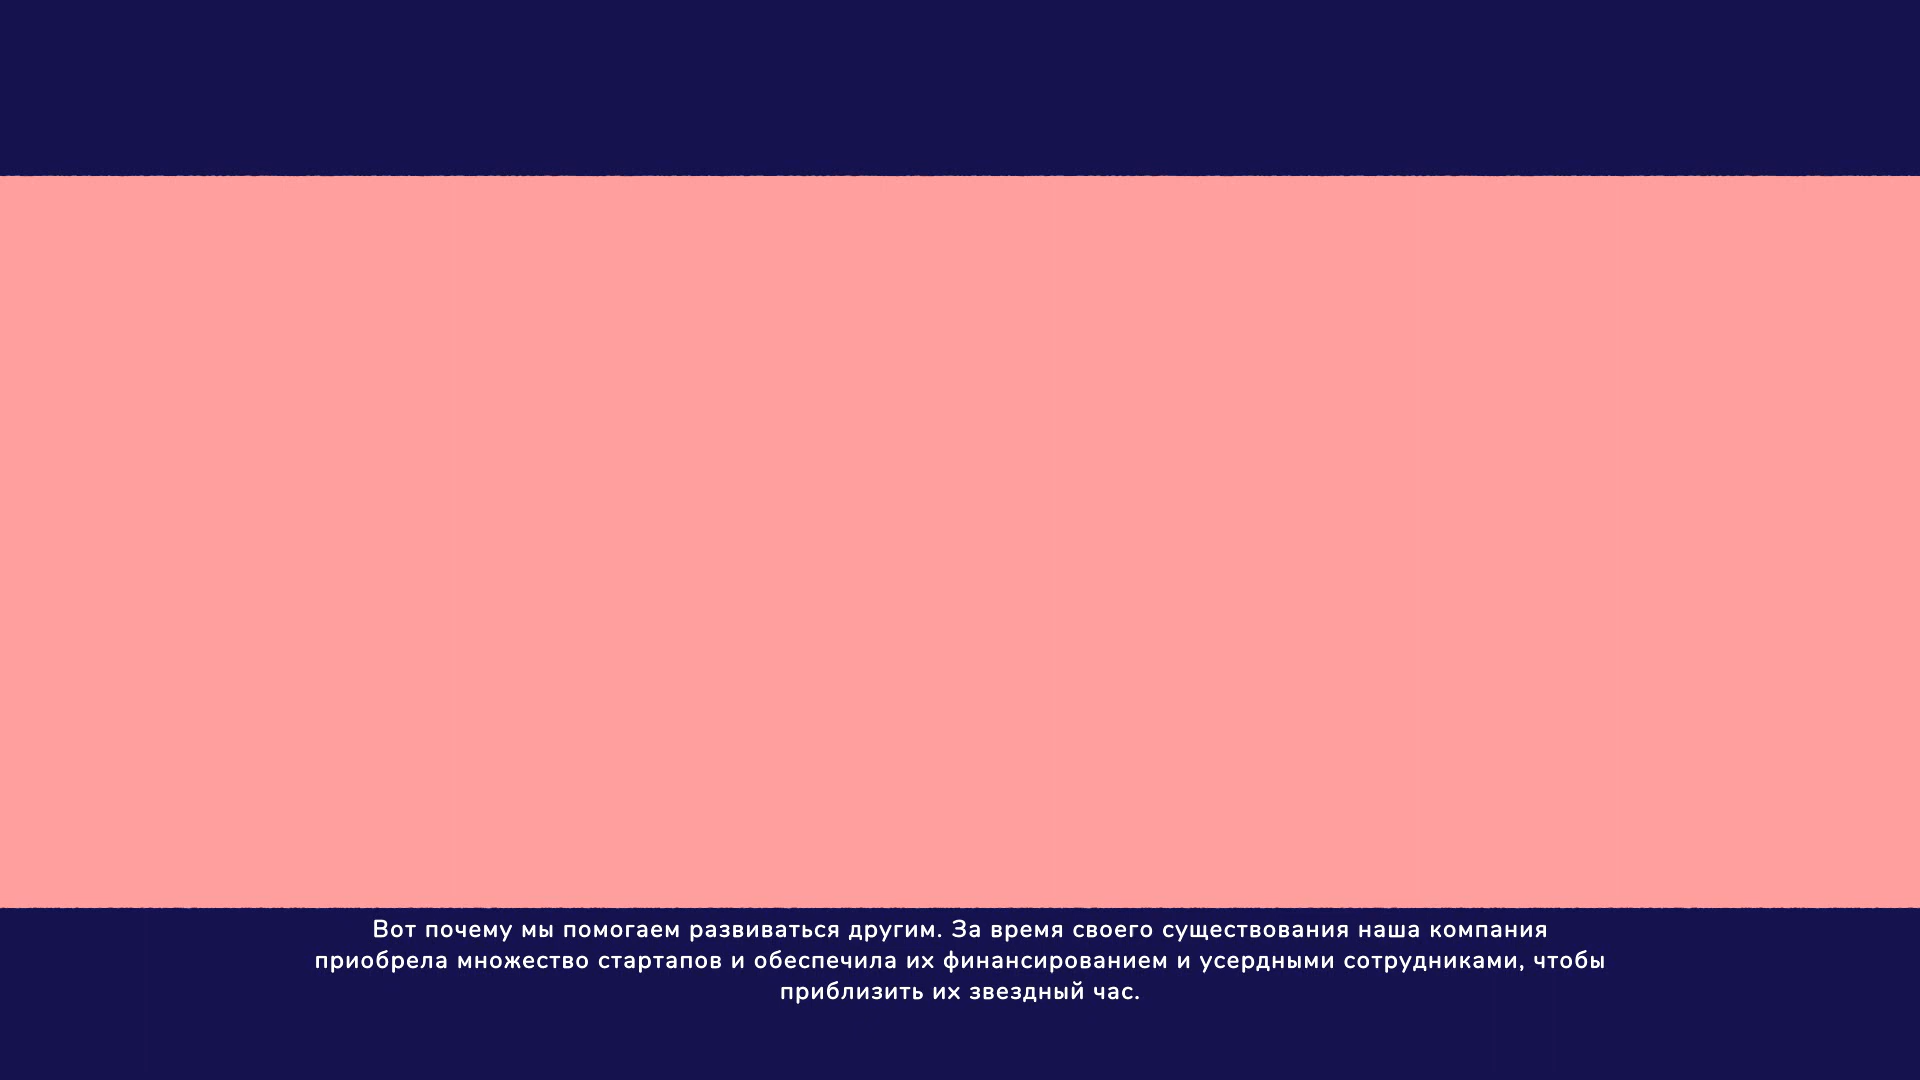 Вот почему мы помогаем развиваться другим. За время своего существования наша компания
приобрела множество стартапов и обеспечила их финансированием и усердными сотрудниками, чтобы
приблизить их звездный час.